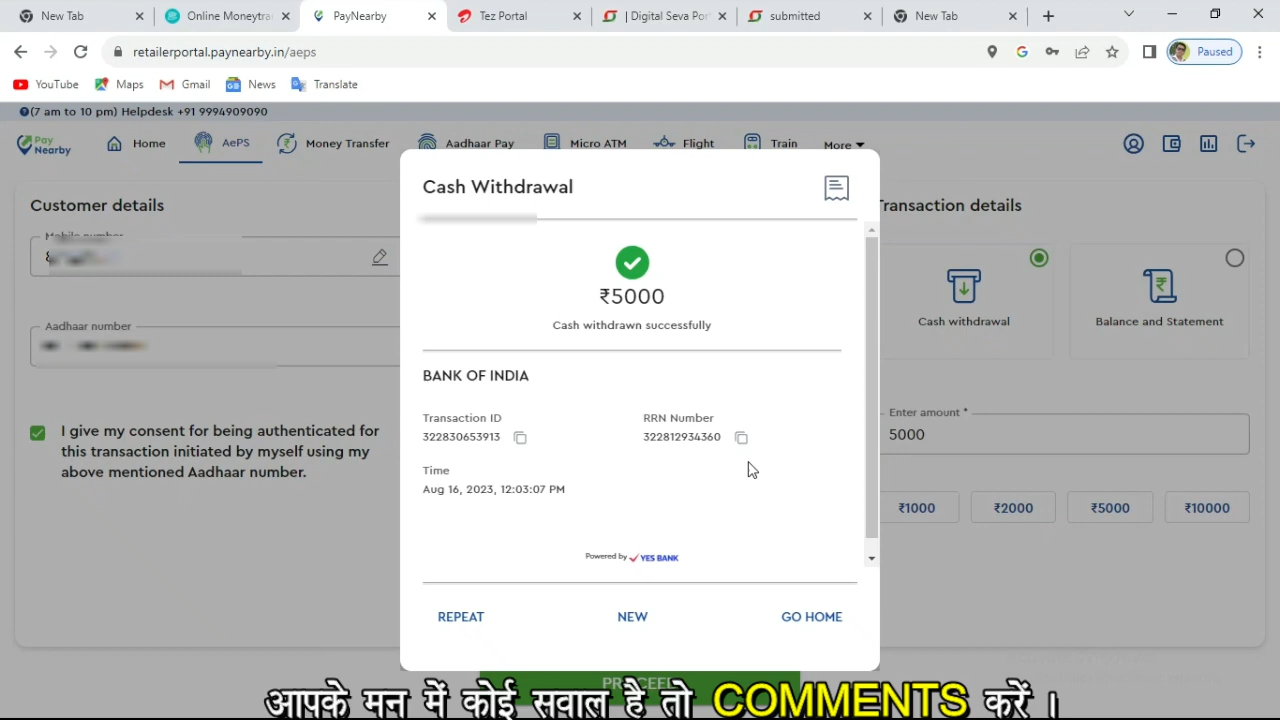 New Tab
Online Moneytra
PayNearby
Tez Portal
| Digital Seva Por
submitted
New Tab
retailerportal.paynearby.in/aeps
Paused
YouTube
Maps
Gmail
News
Translate
(7 am to 10 pm) Helpdesk +91 9994909090
Pay Nearby
Home
AePS
Money Transfer
Aadhaar Pay
Micro ATM
Flight
Train
More
Customer details
Mobile number
Aadhaar number
I give my consent for being authenticated for
this transaction initiated by myself using my
above mentioned Aadhaar number.
Cash Withdrawal
₹5000
Cash withdrawn successfully
BANK OF INDIA
Transaction ID
322830653913
RRN Number
322812934360
Time
Aug 16, 2023, 12:03:07 PM
Powered by YES BANK
REPEAT
NEW
GO HOME
Transaction details
Cash withdrawal
Balance and Statement
Enter amount *
5000
₹1000
₹2000
₹5000
₹10000
PROCEED
आपके मन में कोई सवाल है तो COMMENTS करें ।